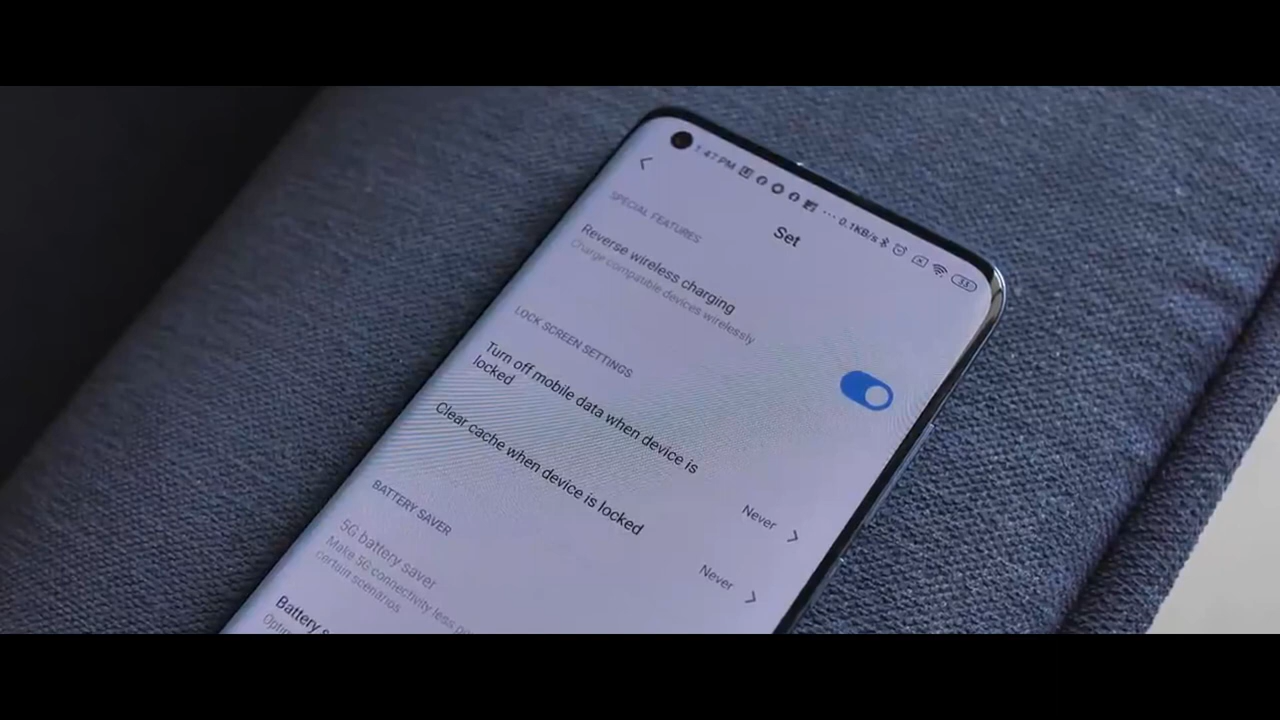 1:47 PM ... 0.1KB/s 55
Set
SPECIAL FEATURES
Reverse wireless charging
Charge compatible devices wirelessly
LOCK SCREEN SETTINGS
Turn off mobile data when device is
locked
Never
Clear cache when device is locked
Never
BATTERY SAVER
5G battery saver
Make 5G connectivity less
certain scenarios
Battery